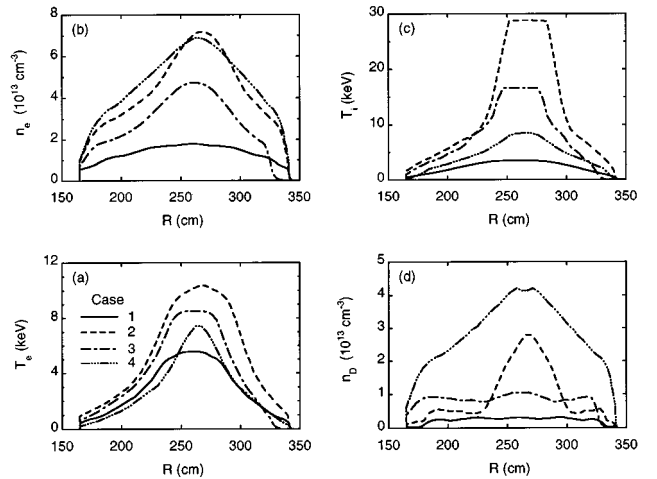 (b)
8
6
4
2
0
n_e (10^13 cm^-3)
150 200 250 300 350
R (cm)
(c)
30
20
10
0
T_i (keV)
150 200 250 300 350
R (cm)
(a)
12
8
4
0
T_e (keV)
Case
1
2
3
4
150 200 250 300 350
R (cm)
(d)
5
4
3
2
1
0
n_D (10^13 cm^-3)
150 200 250 300 350
R (cm)